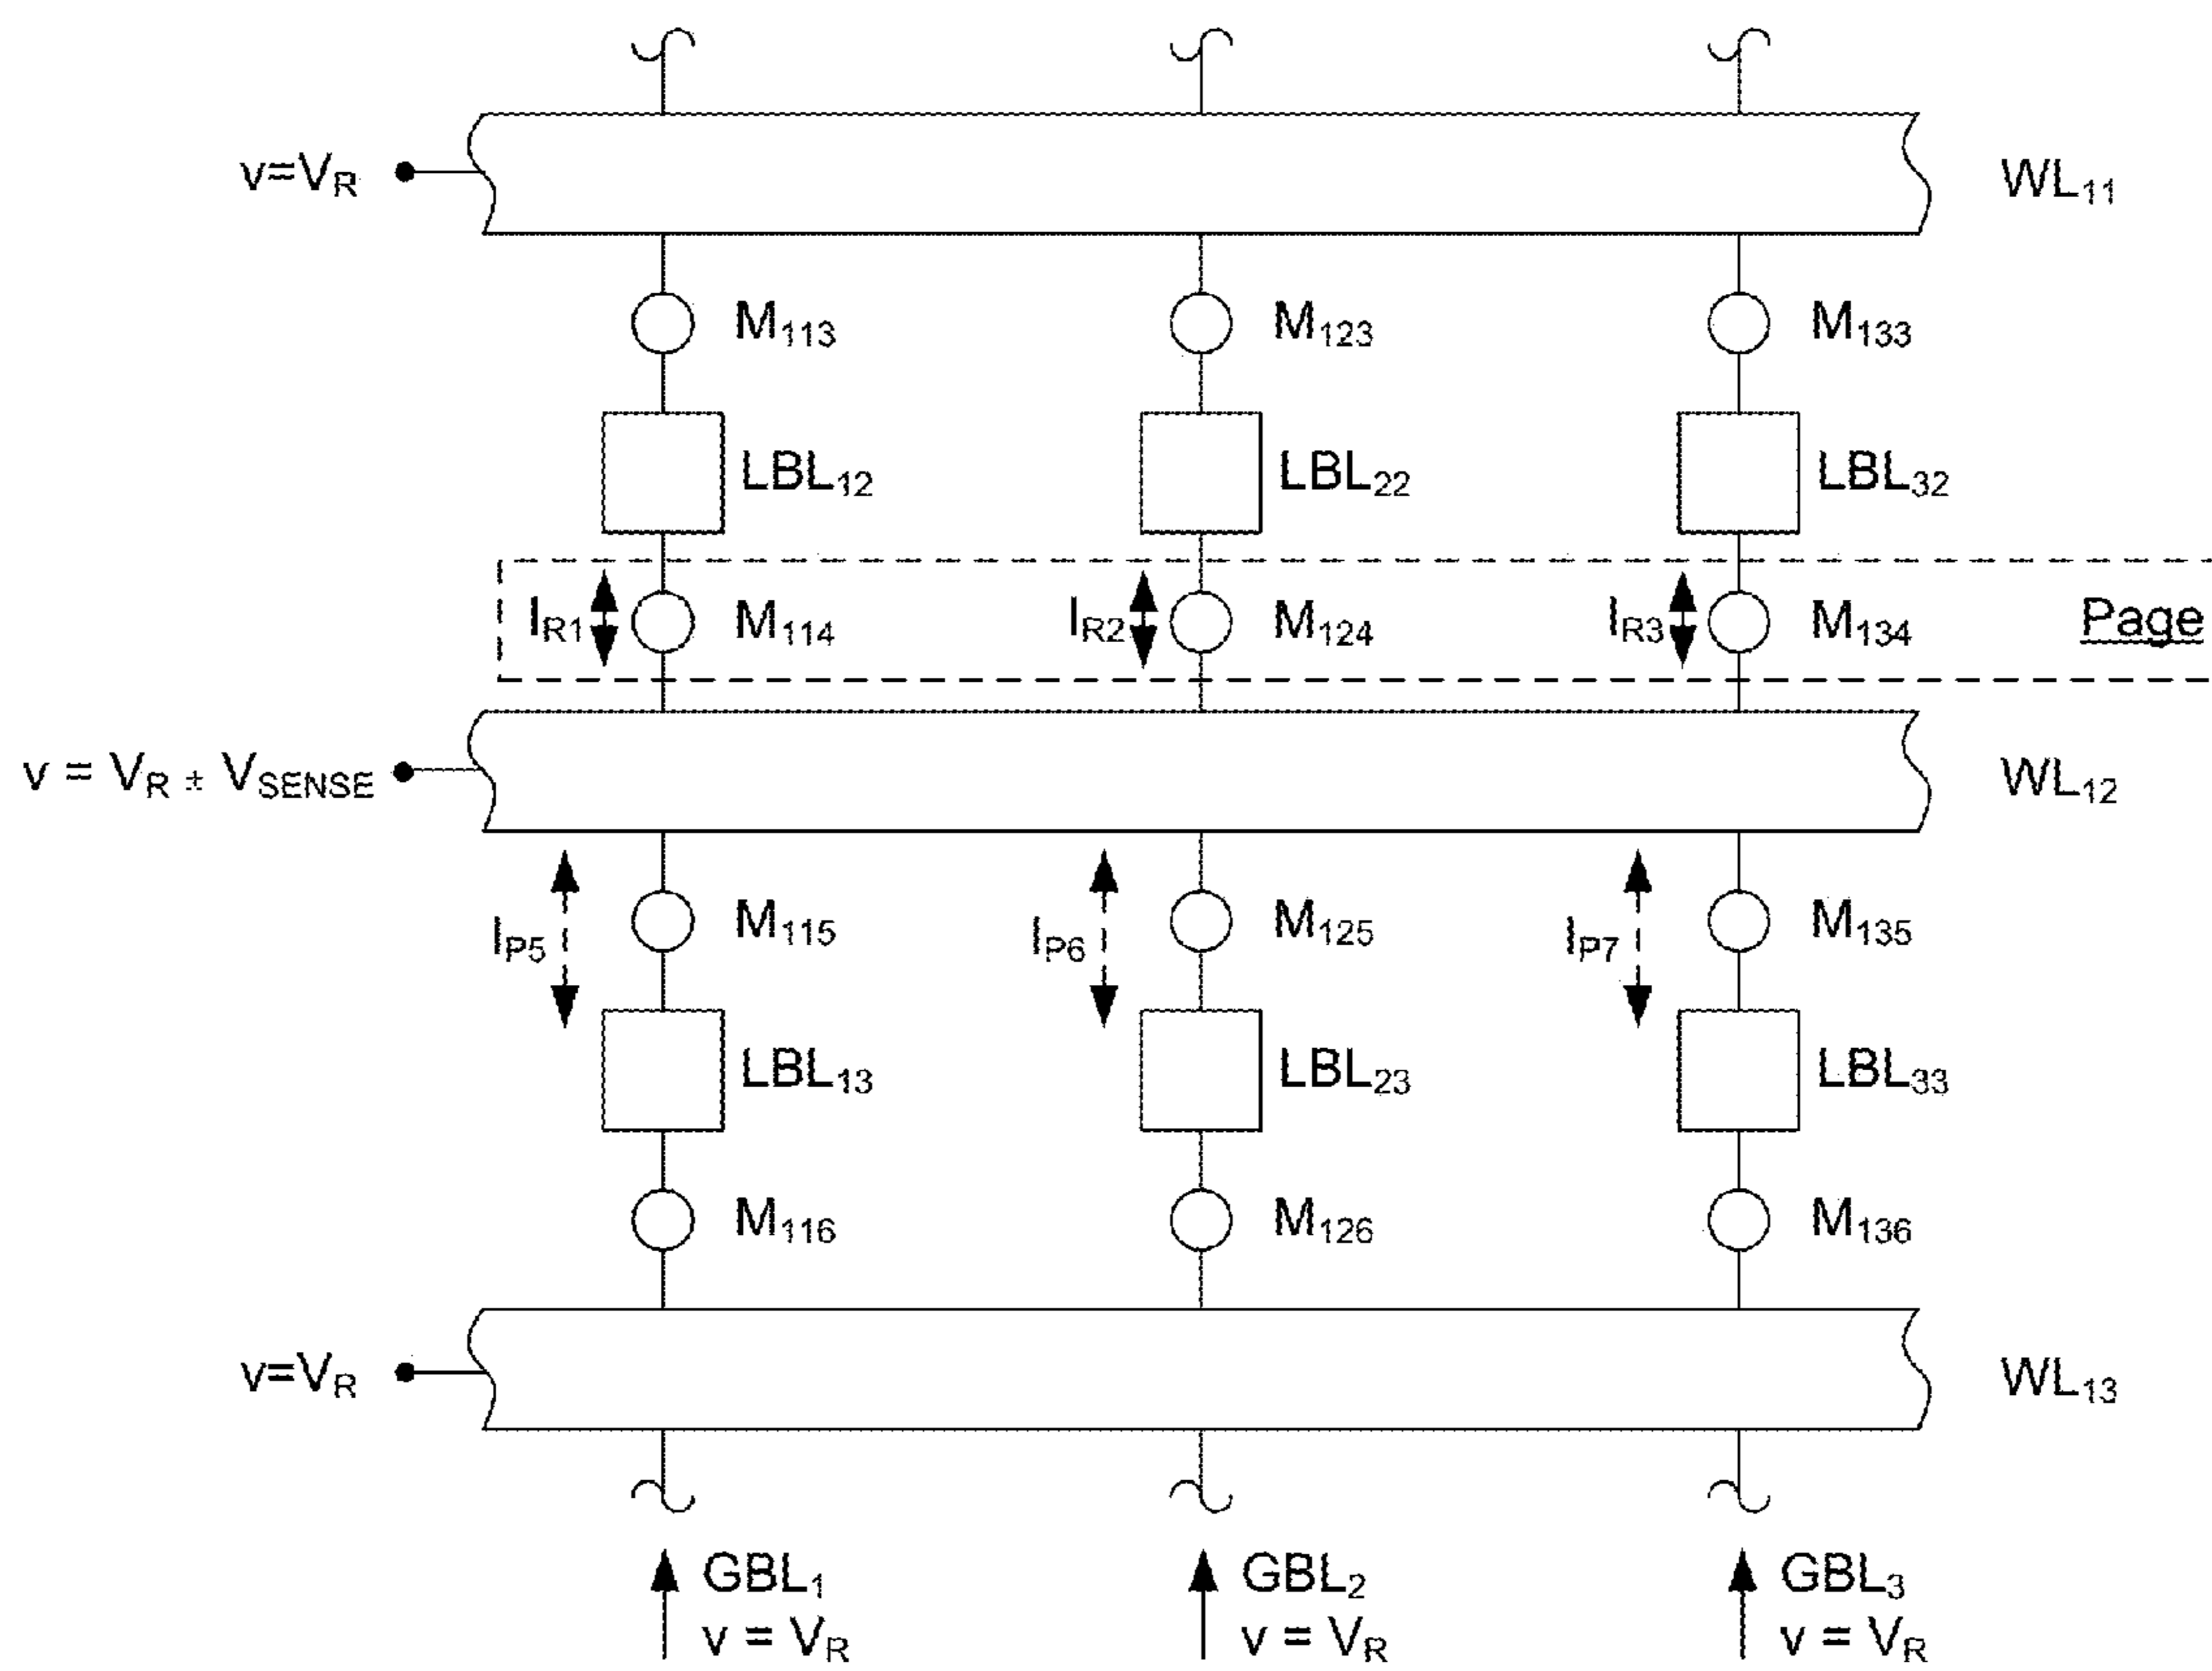 v=V_R WL_11
M_113 M_123 M_133
LBL_12 LBL_22 LBL_32
I_R1 M_114 I_R2 M_124 I_R3 M_134 Page
v = V_R ± V_SENSE WL_12
I_P5 M_115 I_P6 M_125 I_P7 M_135
LBL_13 LBL_23 LBL_33
M_116 M_126 M_136
v=V_R WL_13
GBL_1 GBL_2 GBL_3
v = V_R v = V_R v = V_R